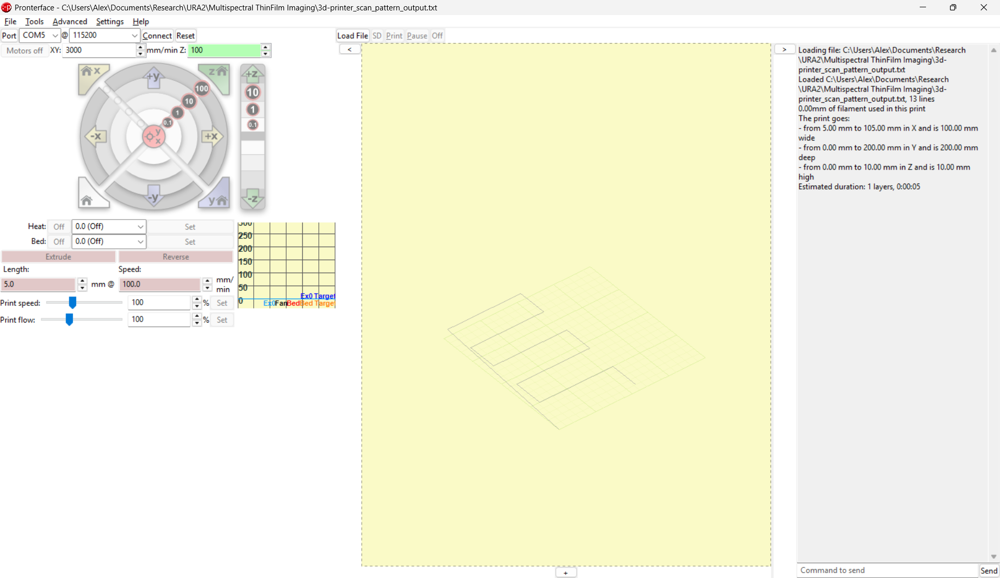 Pronterface - C:\Users\Alex\Documents\Research\URA2\Multispectral ThinFilm Imaging\3d-printer_scan_pattern_output.txt
File Tools Advanced Settings Help
Port COM5 @ 115200 Connect Reset
Load File SD Print Pause Off
Motors off XY: 3000 mm/min Z: 100
< >
x +y z 100 10 1 0.1 -x y x +x -y y
+z 10 1 0.1 -z
Heat: Off 0.0 (Off) Set
Bed: Off 0.0 (Off) Set
Extrude Reverse
Length: Speed:
5.0 mm @ 100.0 mm/
min
Print speed: 100 % Set
Print flow: 100 % Set
300
250
200
150
100
50
0
Ex0 Target
Ex0 Fan Bed Bed Targe
+
Loading file: C:\Users\Alex\Documents\Research
\URA2\Multispectral ThinFilm Imaging\3d-
printer_scan_pattern_output.txt
Loaded C:\Users\Alex\Documents\Research
\URA2\Multispectral ThinFilm Imaging\3d-
printer_scan_pattern_output.txt, 13 lines
0.00mm of filament used in this print
The print goes:
- from 5.00 mm to 105.00 mm in X and is 100.00 mm
wide
- from 0.00 mm to 200.00 mm in Y and is 200.00 mm
deep
- from 0.00 mm to 10.00 mm in Z and is 10.00 mm
high
Estimated duration: 1 layers, 0:00:05
Command to send Send